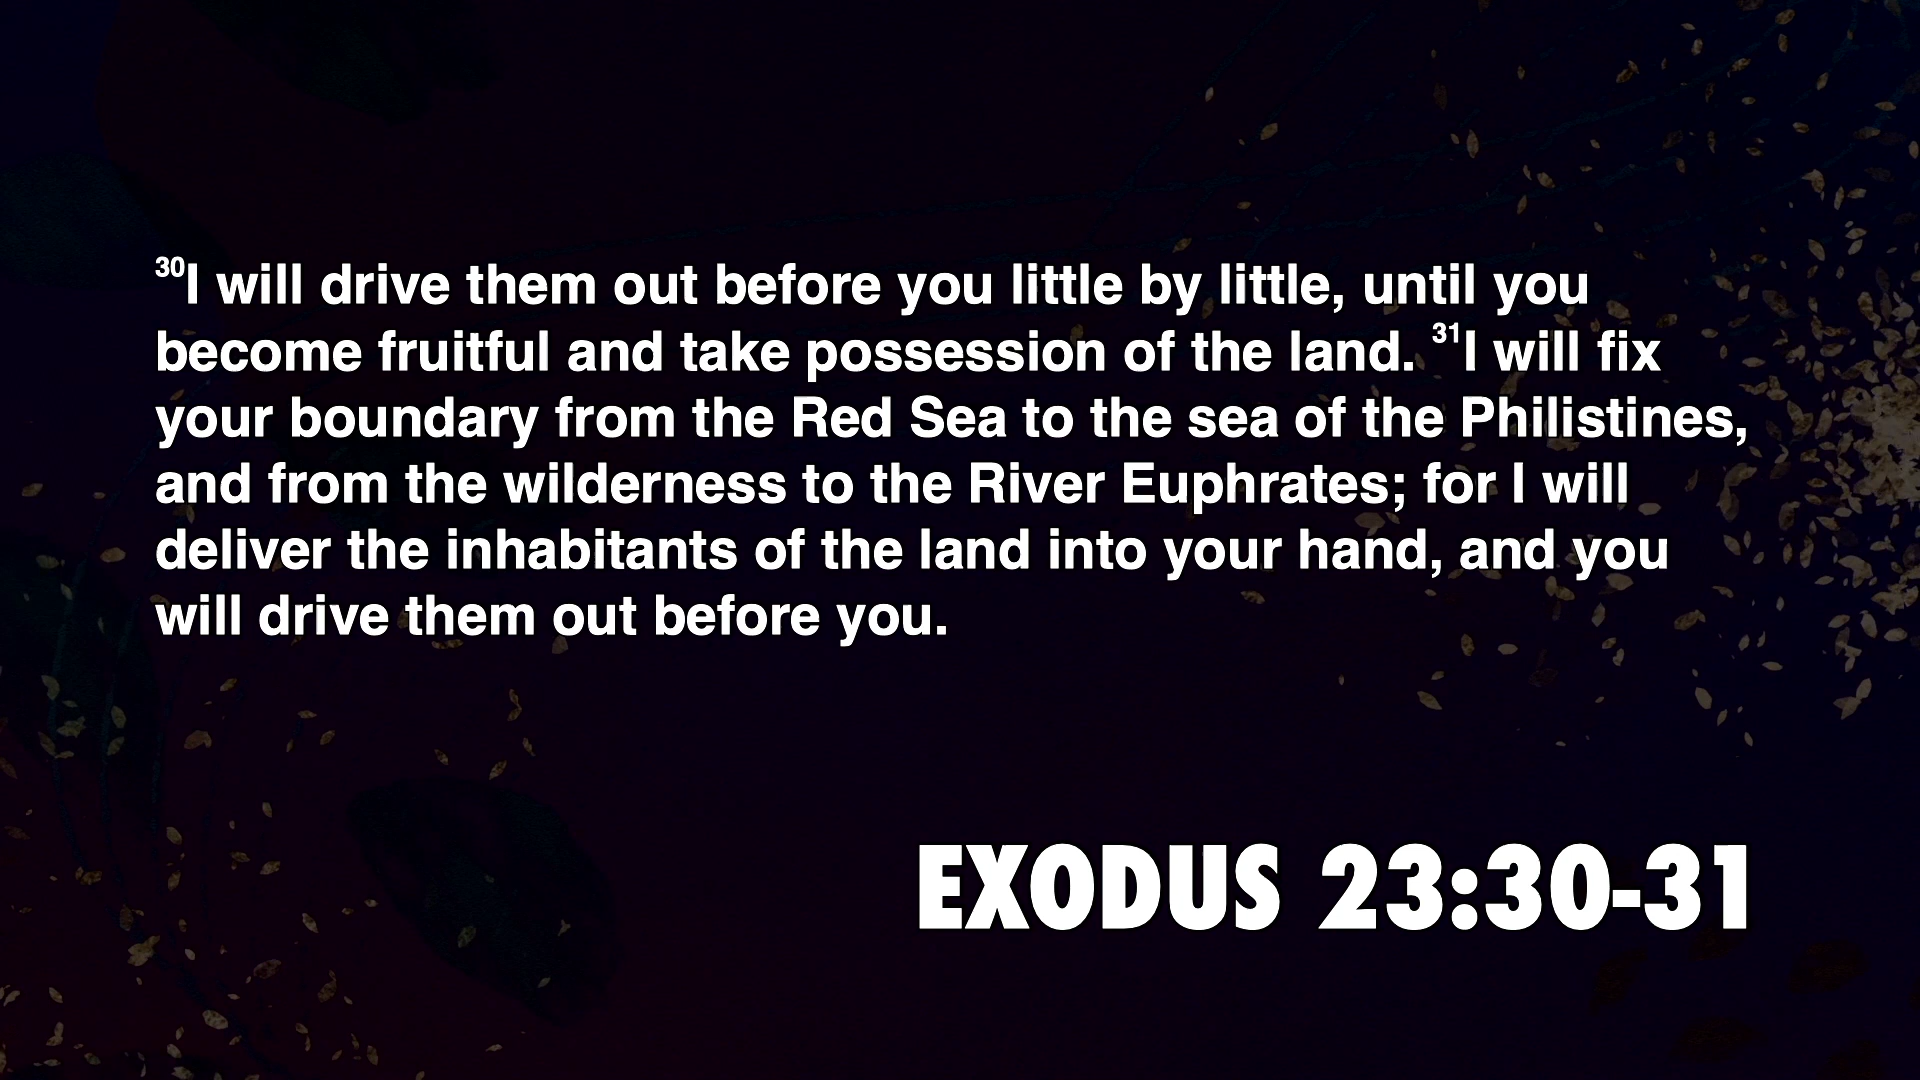 30I will drive them out before you little by little, until you
become fruitful and take possession of the land. 31I will fix
your boundary from the Red Sea to the sea of the Philistines,
and from the wilderness to the River Euphrates; for I will
deliver the inhabitants of the land into your hand, and you
will drive them out before you.
EXODUS 23:30-31